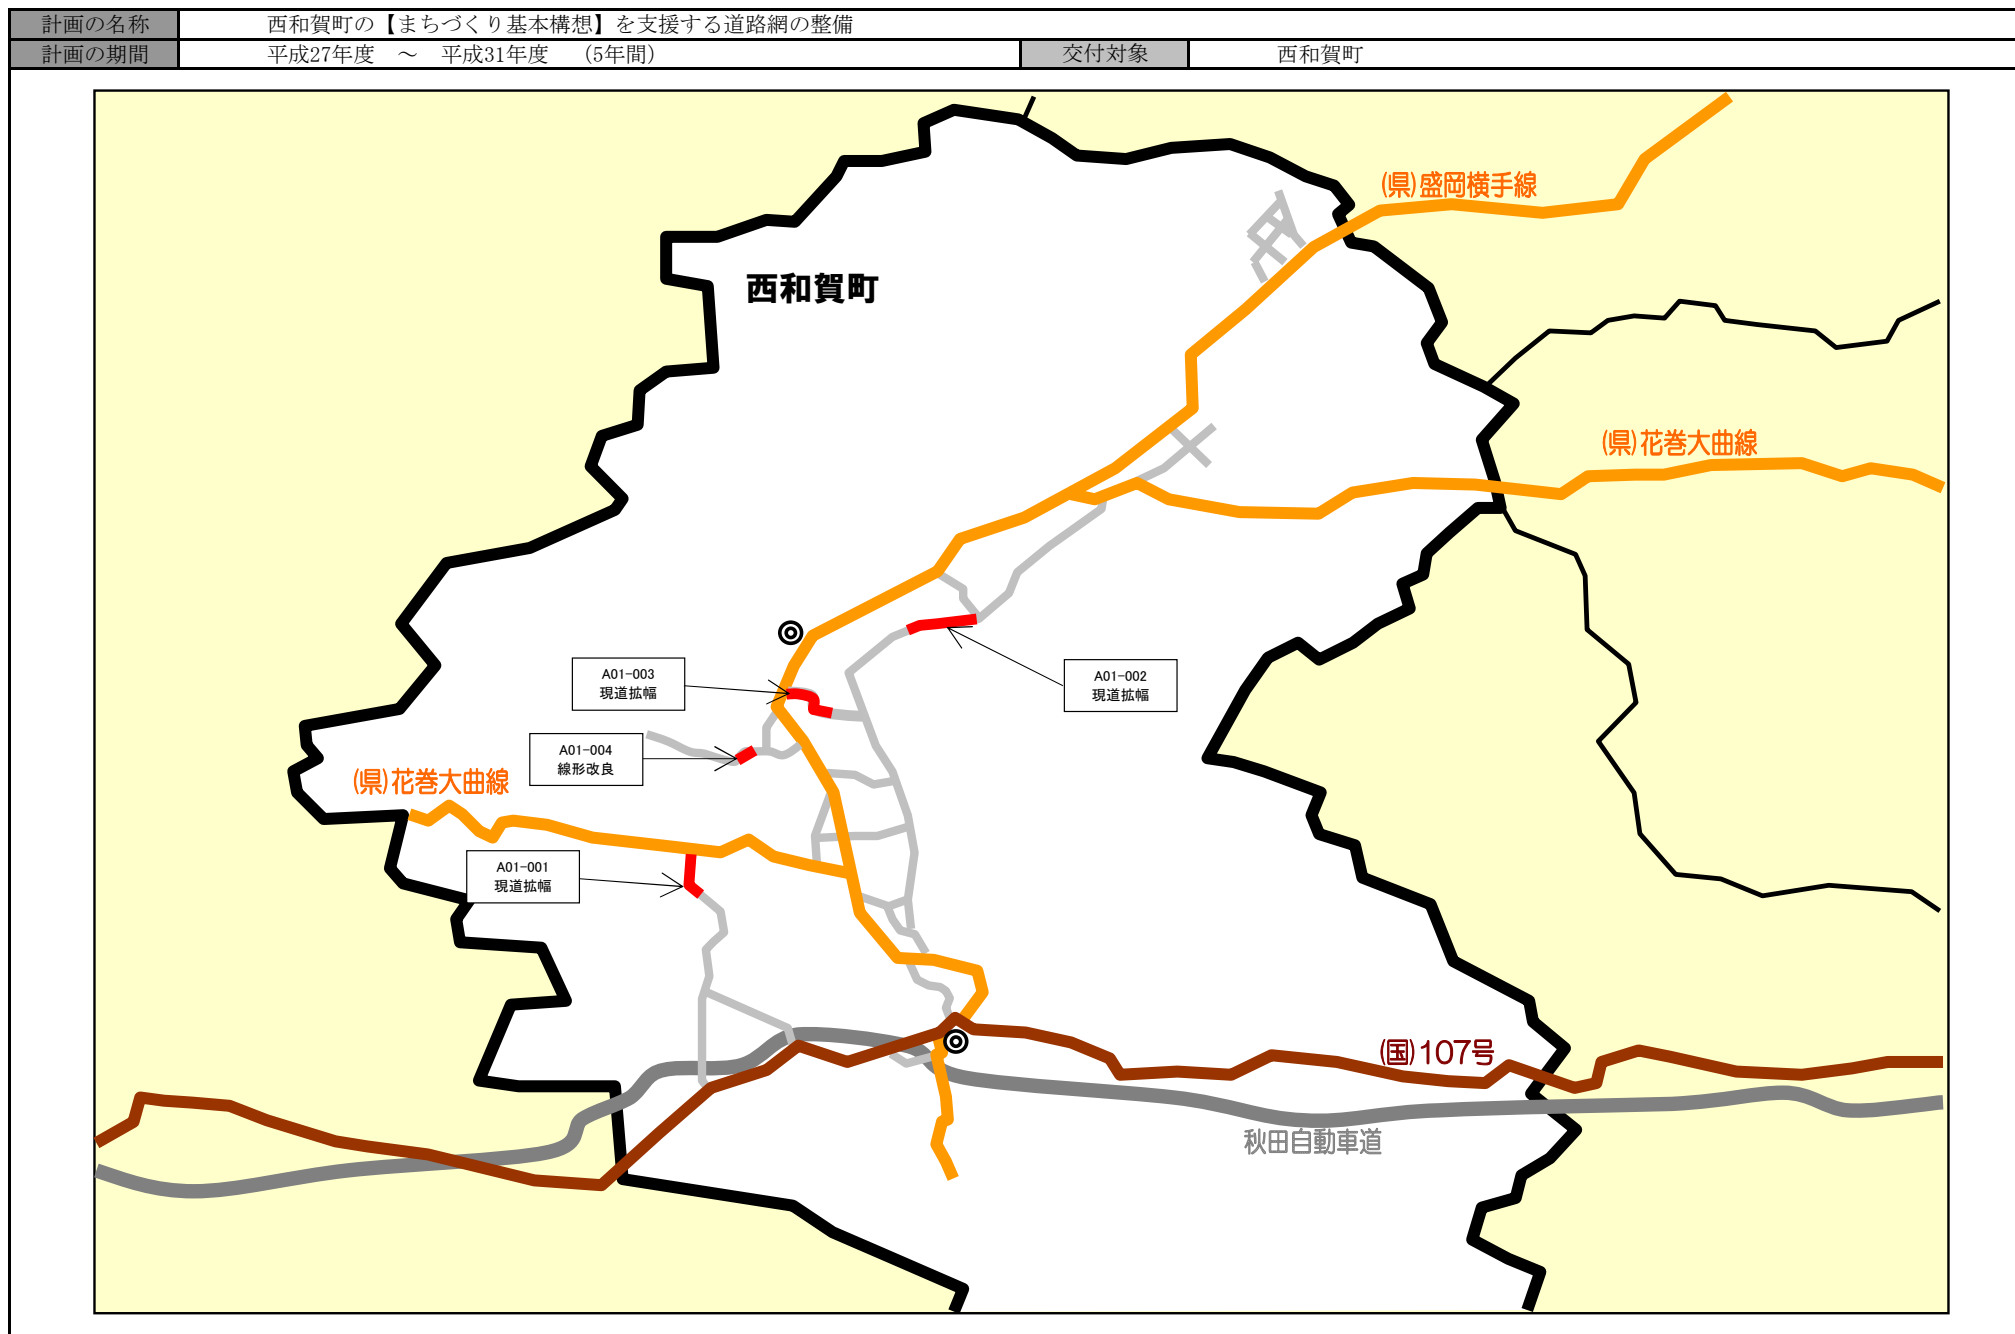 計画の名称 西和賀町の【まちづくり基本構想】を支援する道路網の整備
計画の期間 平成27年度 ～ 平成31年度 (5年間) 交付対象 西和賀町
(県)盛岡横手線
西和賀町
(県)花巻大曲線
A01-003
現道拡幅
A01-002
現道拡幅
A01-004
線形改良
(県)花巻大曲線
A01-001
現道拡幅
(国)107号
秋田自動車道